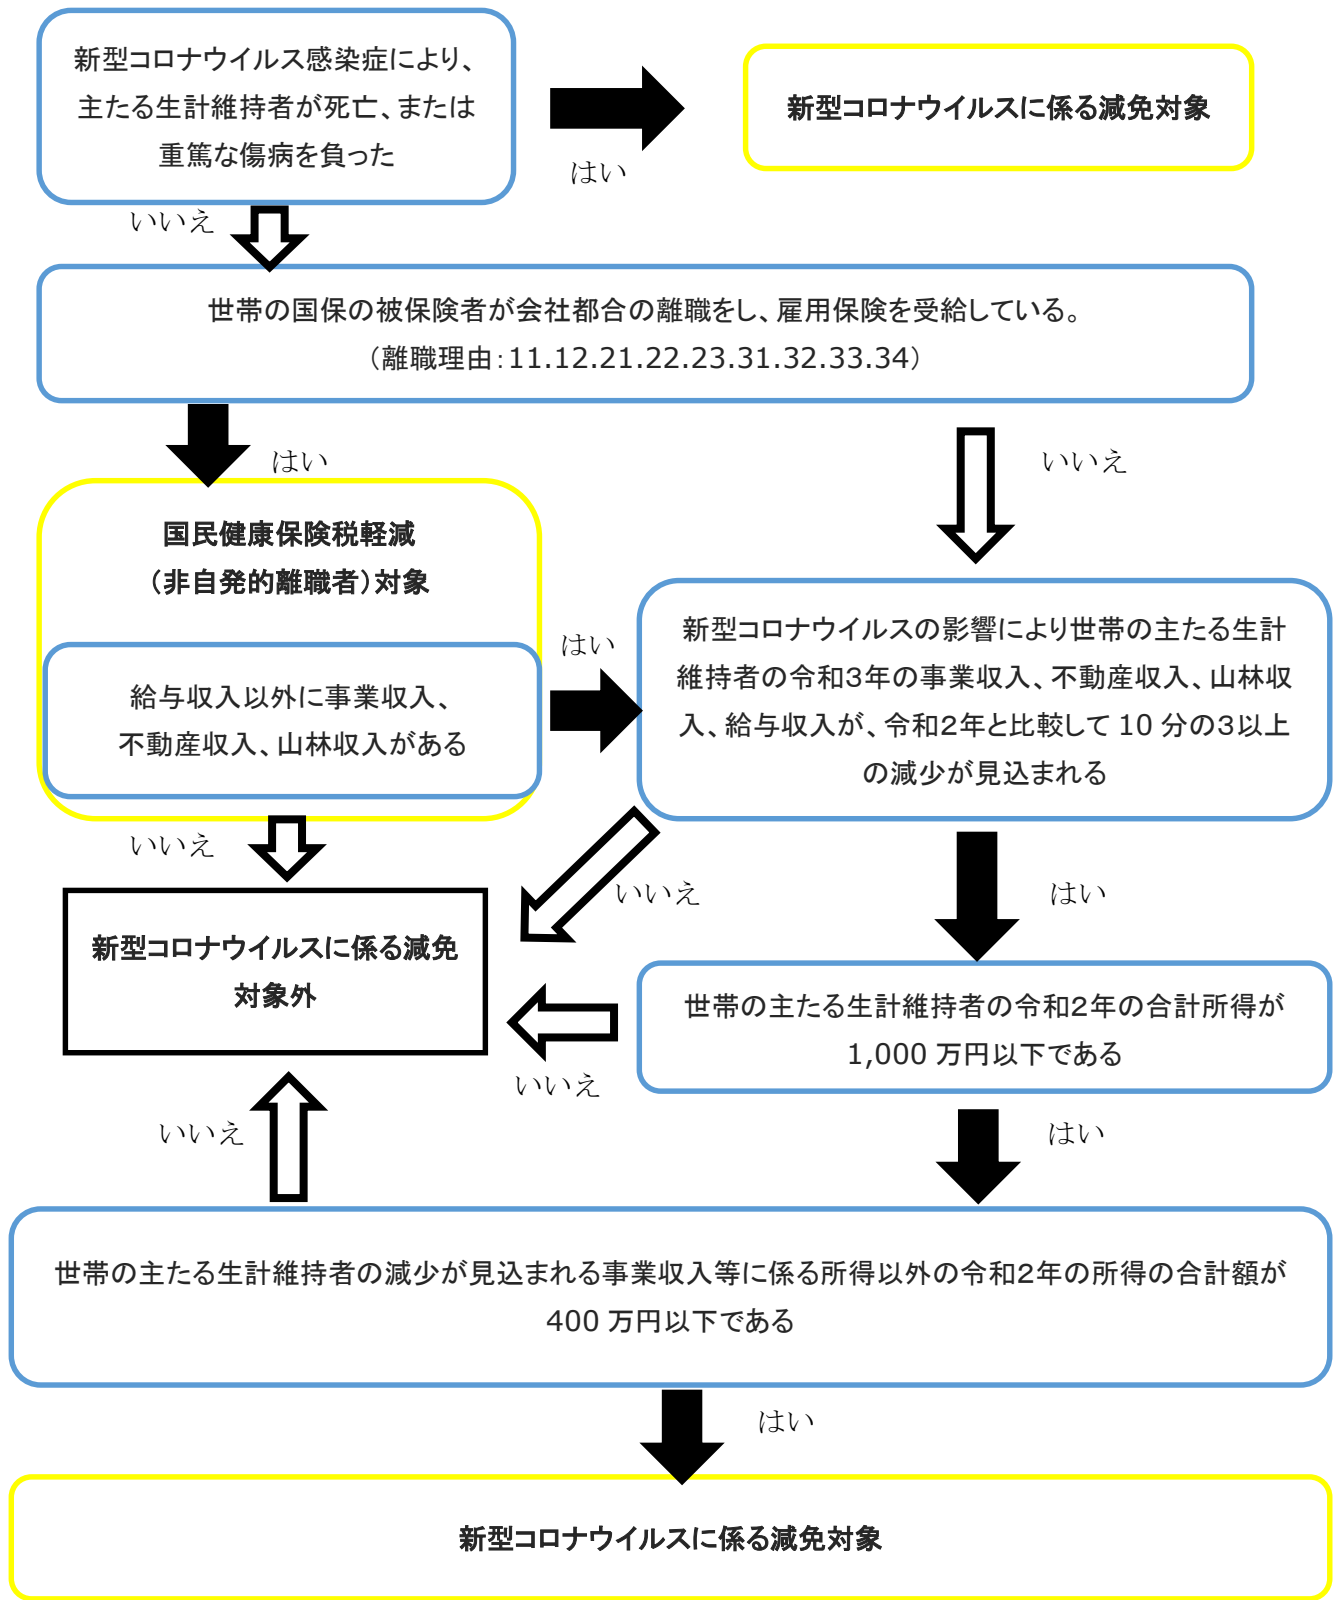 新型コロナウイルス感染症により、
主たる生計維持者が死亡、または
重篤な傷病を負った
はい
新型コロナウイルスに係る減免対象
いいえ
世帯の国保の被保険者が会社都合の離職をし、雇用保険を受給している。
（離職理由：11.12.21.22.23.31.32.33.34）
はい
いいえ
国民健康保険税軽減
（非自発的離職者）対象
給与収入以外に事業収入、
不動産収入、山林収入がある
はい
新型コロナウイルスの影響により世帯の主たる生計
維持者の令和３年の事業収入、不動産収入、山林収
入、給与収入が、令和２年と比較して 10 分の３以上
の減少が見込まれる
いいえ
いいえ
はい
新型コロナウイルスに係る減免
対象外
世帯の主たる生計維持者の令和２年の合計所得が
1,000 万円以下である
いいえ
いいえ
はい
世帯の主たる生計維持者の減少が見込まれる事業収入等に係る所得以外の令和２年の所得の合計額が
400 万円以下である
はい
新型コロナウイルスに係る減免対象